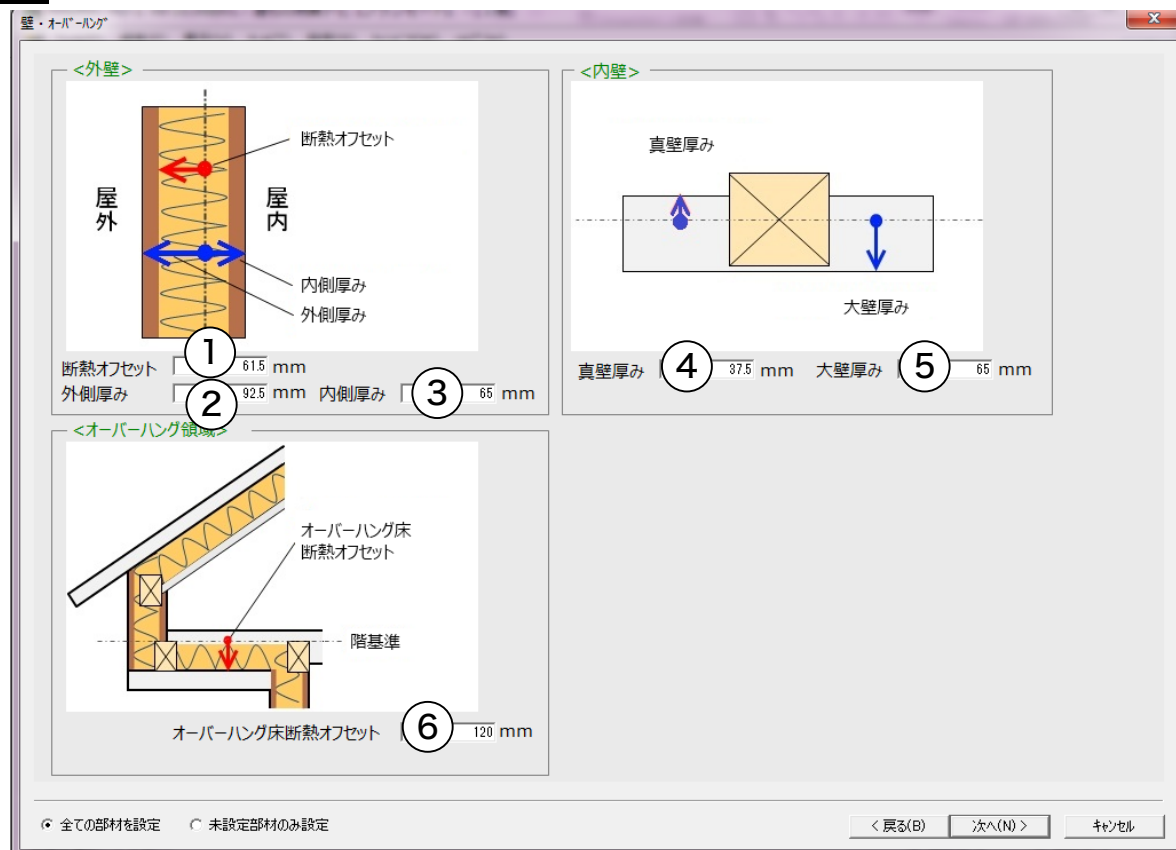 壁・オーバーハング
<外壁>
断熱オフセット
屋外
屋内
内側厚み
外側厚み
断熱オフセット ① 61.5 mm
外側厚み ② 92.5 mm 内側厚み ③ 65 mm
<内壁>
真壁厚み
大壁厚み
真壁厚み ④ 37.5 mm 大壁厚み ⑤ 65 mm
<オーバーハング領域>
オーバーハング床
断熱オフセット
階基準
オーバーハング床断熱オフセット ⑥ 120 mm
全ての部材を設定 未設定部材のみ設定
< 戻る(B) 次へ(N) > キャンセル